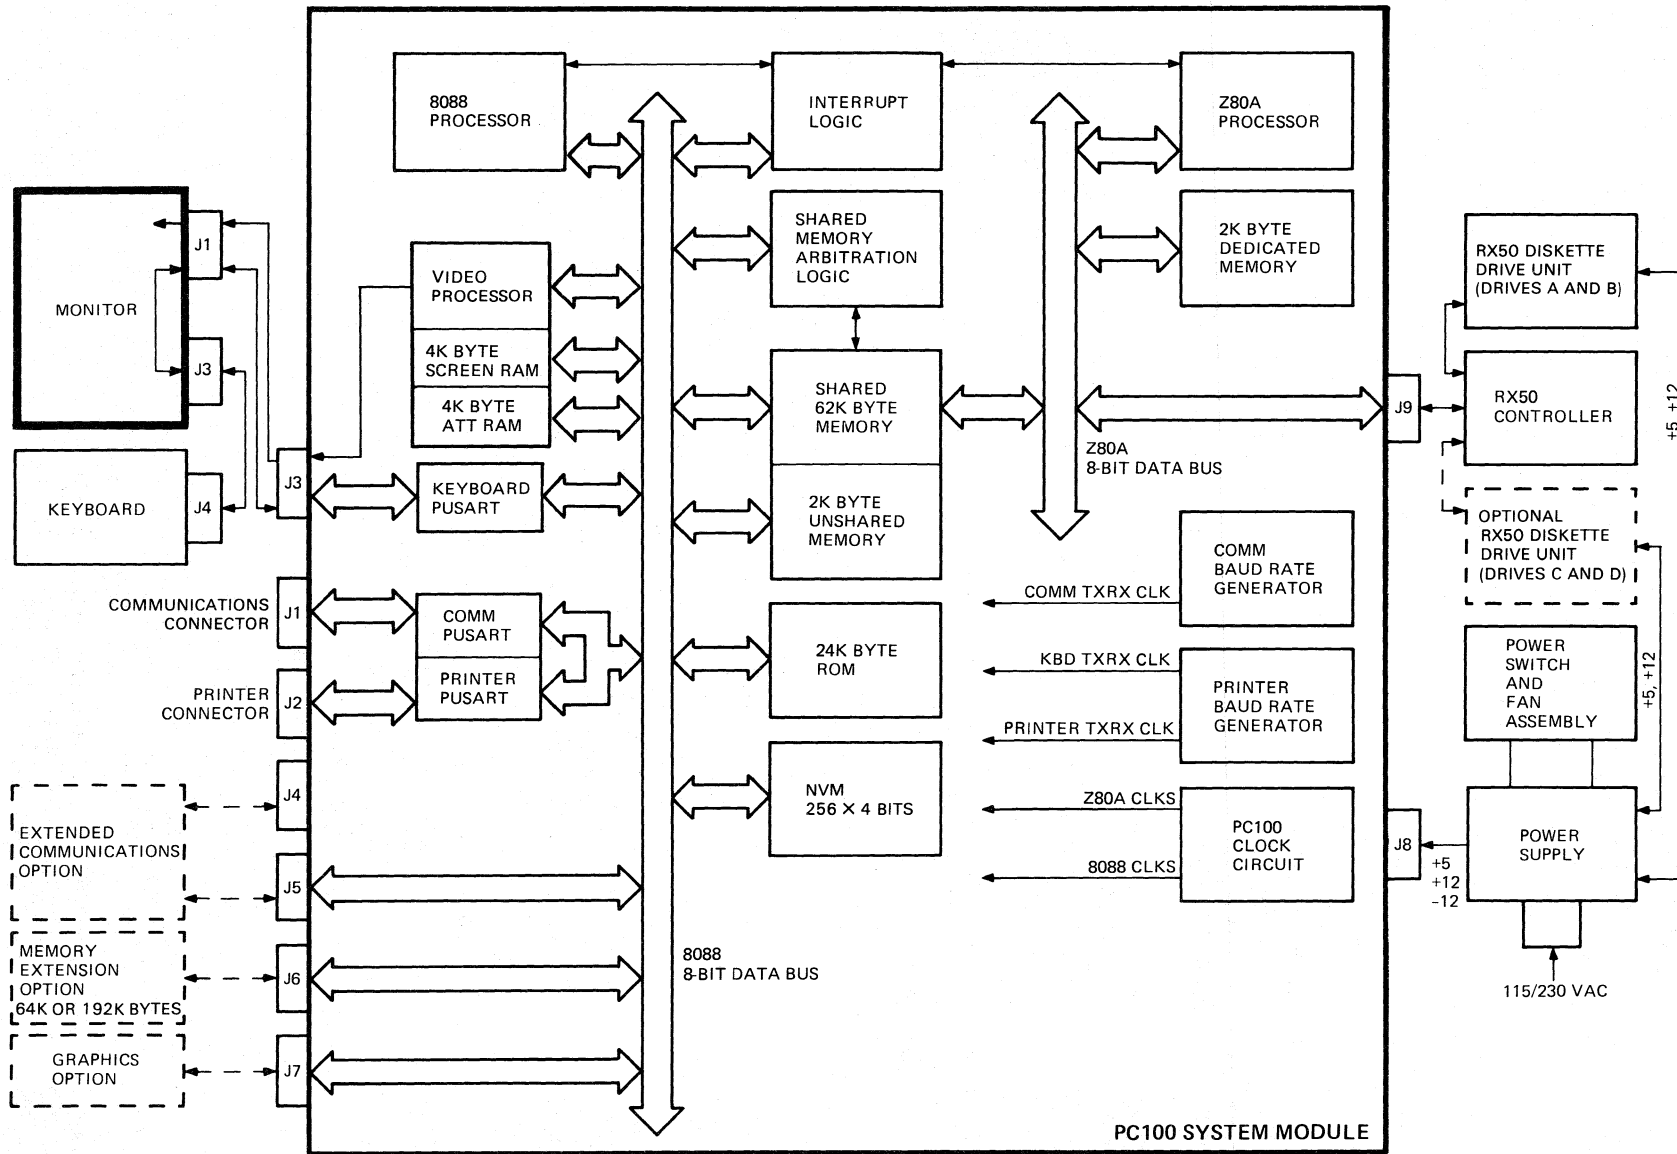 8088
PROCESSOR
INTERRUPT
LOGIC
Z80A
PROCESSOR
SHARED
MEMORY
ARBITRATION
LOGIC
2K BYTE
DEDICATED
MEMORY
MONITOR
J1
J3
VIDEO
PROCESSOR
4K BYTE
SCREEN RAM
4K BYTE
ATT RAM
SHARED
62K BYTE
MEMORY
2K BYTE
UNSHARED
MEMORY
Z80A
8-BIT DATA BUS
J9
RX50 DISKETTE
DRIVE UNIT
(DRIVES A AND B)
RX50
CONTROLLER
+5, +12
OPTIONAL
RX50 DISKETTE
DRIVE UNIT
(DRIVES C AND D)
KEYBOARD
J4
J3
KEYBOARD
PUSART
COMMUNICATIONS
CONNECTOR
J1
COMM
PUSART
PRINTER
PUSART
PRINTER
CONNECTOR
J2
24K BYTE
ROM
NVM
256 × 4 BITS
COMM TXRX CLK
COMM
BAUD RATE
GENERATOR
KBD TXRX CLK
PRINTER TXRX CLK
PRINTER
BAUD RATE
GENERATOR
Z80A CLKS
8088 CLKS
PC100
CLOCK
CIRCUIT
POWER
SWITCH
AND
FAN
ASSEMBLY
+5, +12
J8
+5
+12
-12
POWER
SUPPLY
115/230 VAC
EXTENDED
COMMUNICATIONS
OPTION
J4
J5
MEMORY
EXTENSION
OPTION
64K OR 192K BYTES
J6
GRAPHICS
OPTION
J7
8088
8-BIT DATA BUS
PC100 SYSTEM MODULE